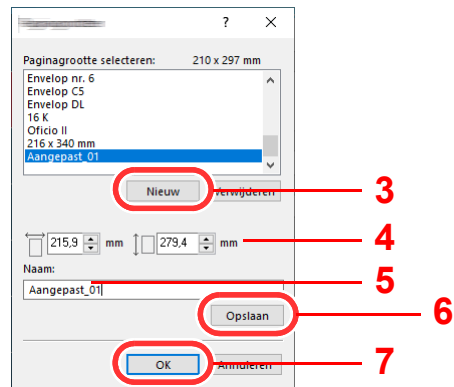 ? ×
Paginagrootte selecteren: 210 x 297 mm
Envelop nr. 6
Envelop C5
Envelop DL
16 K
Oficio II
216 x 340 mm
Aangepast_01
Nieuw Verwijderen 3
215,9 mm 279,4 mm 4
Naam: 5
Aangepast_01
Opslaan 6
OK Annuleren 7